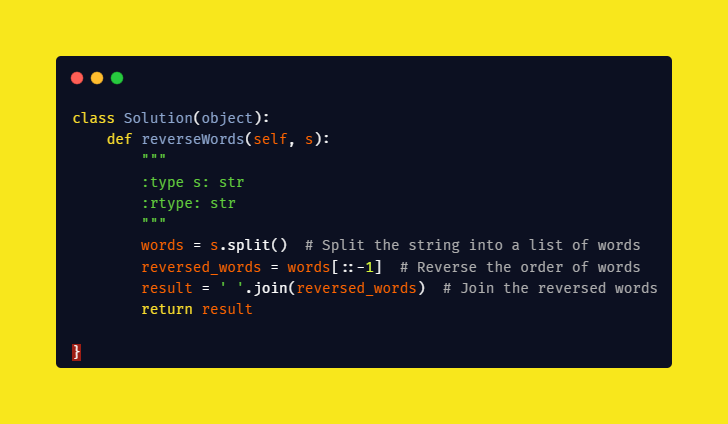 class Solution(object):
    def reverseWords(self, s):
        """
        :type s: str
        :rtype: str
        """
        words = s.split()  # Split the string into a list of words
        reversed_words = words[::-1]  # Reverse the order of words
        result = ' '.join(reversed_words)  # Join the reversed words
        return result
}